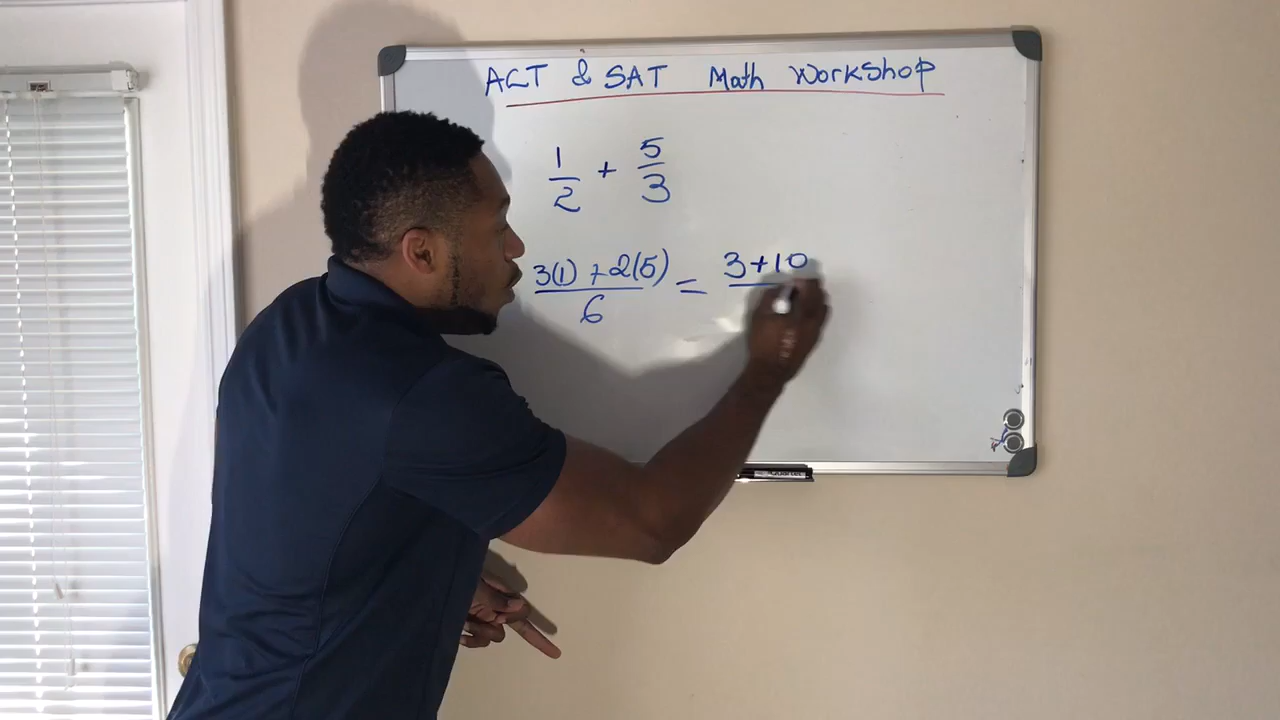 ACT & SAT Math Workshop
1/2 + 5/3
3(1) + 2(5)/6 = 3+10